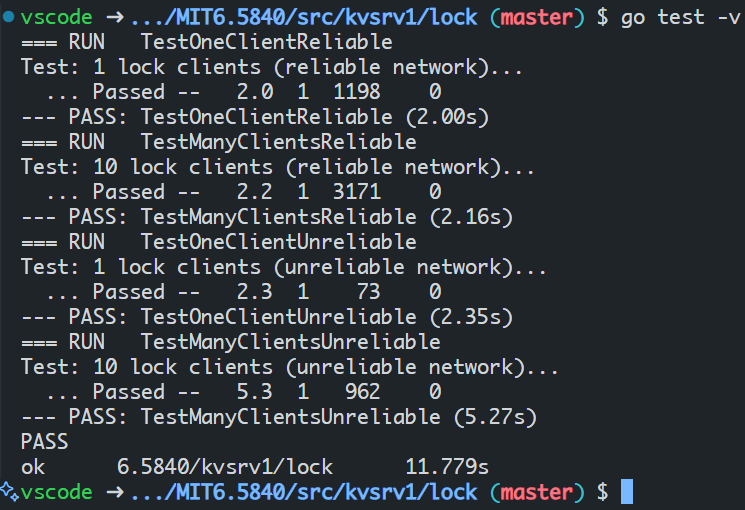 vscode → .../MIT6.5840/src/kvsrv1/lock (master) $ go test -v
=== RUN   TestOneClientReliable
Test: 1 lock clients (reliable network)...
  ... Passed --   2.0  1  1198    0
--- PASS: TestOneClientReliable (2.00s)
=== RUN   TestManyClientsReliable
Test: 10 lock clients (reliable network)...
  ... Passed --   2.2  1  3171    0
--- PASS: TestManyClientsReliable (2.16s)
=== RUN   TestOneClientUnreliable
Test: 1 lock clients (unreliable network)...
  ... Passed --   2.3  1    73    0
--- PASS: TestOneClientUnreliable (2.35s)
=== RUN   TestManyClientsUnreliable
Test: 10 lock clients (unreliable network)...
  ... Passed --   5.3  1   962    0
--- PASS: TestManyClientsUnreliable (5.27s)
PASS
ok      6.5840/kvsrv1/lock      11.779s
vscode → .../MIT6.5840/src/kvsrv1/lock (master) $